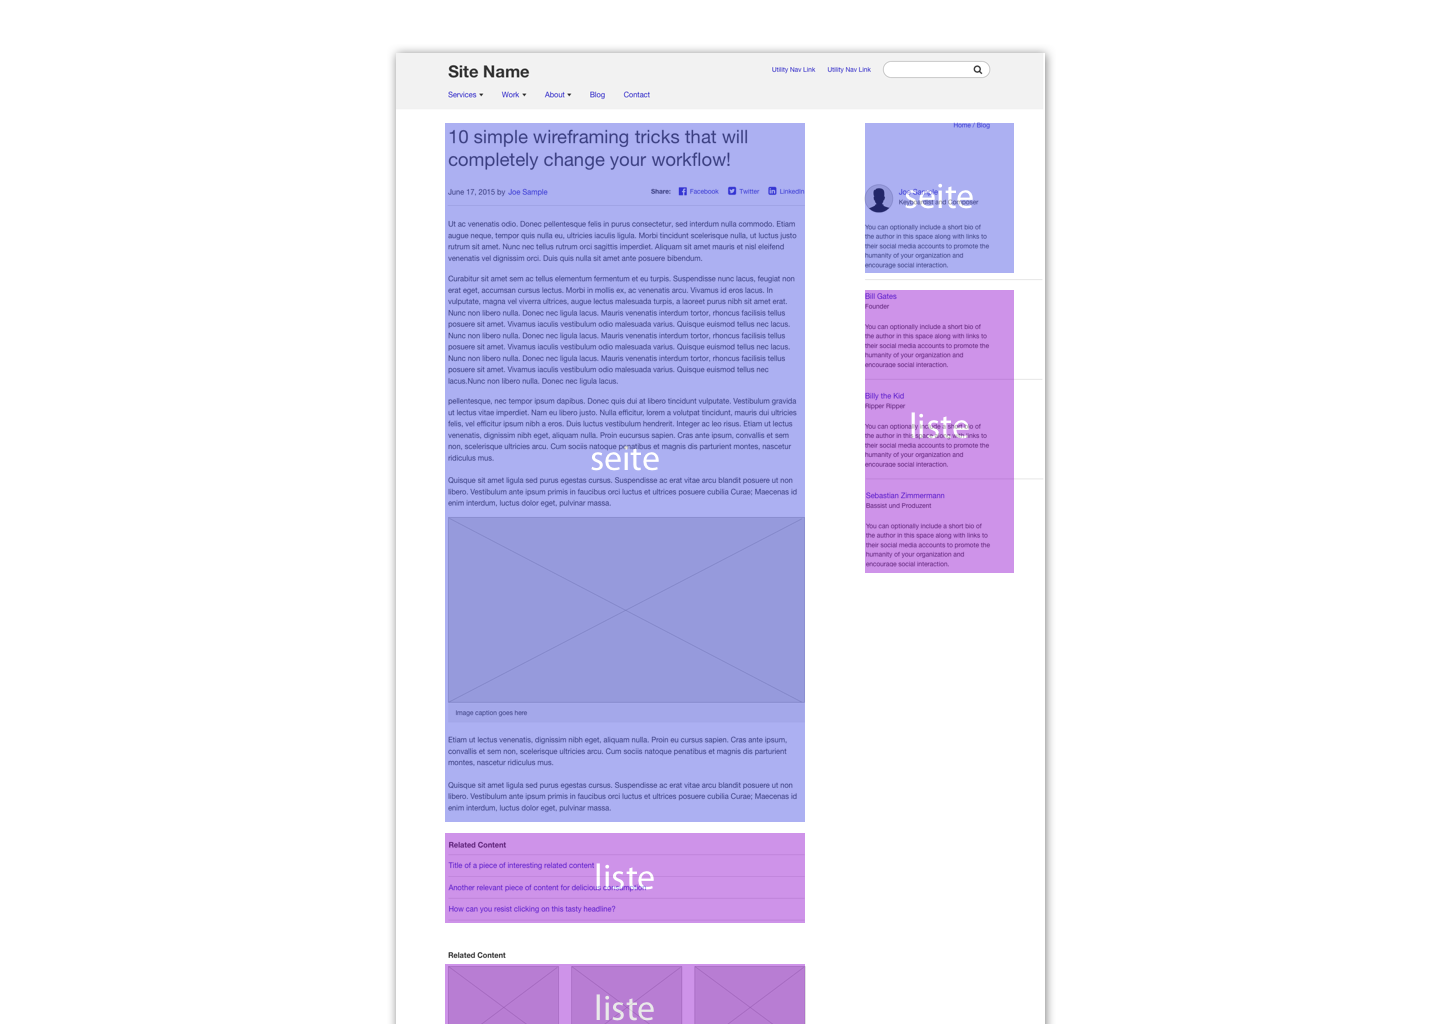 Site Name
Utility Nav Link Utility Nav Link
Services Work About Blog Contact
10 simple wireframing tricks that will
completely change your workflow!
June 17, 2015 by Joe Sample
Share: Facebook Twitter LinkedIn
Ut ac venenatis odio. Donec pellentesque felis in purus consectetur, sed interdum nulla commodo. Etiam
augue neque, tempor quis nulla eu, ultricies iaculis ligula. Morbi tincidunt scelerisque nulla, ut luctus justo
rutrum sit amet. Nunc nec tellus rutrum orci sagittis imperdiet. Aliquam sit amet mauris et nisl eleifend
venenatis vel dignissim orci. Duis quis nulla sit amet ante posuere bibendum.
Curabitur sit amet sem ac tellus elementum fermentum et eu turpis. Suspendisse nunc lacus, feugiat non
erat eget, accumsan cursus lectus. Morbi in mollis ex, ac venenatis arcu. Vivamus id eros lacus. In
vulputate, magna vel viverra ultrices, augue lectus malesuada turpis, a laoreet purus nibh sit amet erat.
Nunc non libero nulla. Donec nec ligula lacus. Mauris venenatis interdum tortor, rhoncus facilisis tellus
posuere sit amet. Vivamus iaculis vestibulum odio malesuada varius. Quisque euismod tellus nec lacus.
Nunc non libero nulla. Donec nec ligula lacus. Mauris venenatis interdum tortor, rhoncus facilisis tellus
posuere sit amet. Vivamus iaculis vestibulum odio malesuada varius. Quisque euismod tellus nec lacus.
Nunc non libero nulla. Donec nec ligula lacus. Mauris venenatis interdum tortor, rhoncus facilisis tellus
posuere sit amet. Vivamus iaculis vestibulum odio malesuada varius. Quisque euismod tellus nec
lacus.Nunc non libero nulla. Donec nec ligula lacus.
pellentesque, nec tempor ipsum dapibus. Donec quis dui at libero tincidunt vulputate. Vestibulum gravida
ut lectus vitae imperdiet. Nam eu libero justo. Nulla efficitur, lorem a volutpat tincidunt, mauris dui ultricies
felis, vel efficitur ipsum nibh a eros. Duis luctus vestibulum hendrerit. Integer ac leo risus. Etiam ut lectus
venenatis, dignissim nibh eget, aliquam nulla. Proin eucursus sapien. Cras ante ipsum, convallis et sem
non, scelerisque ultricies arcu. Cum sociis natoque penatibus et magnis dis parturient montes, nascetur
ridiculus mus.
seite
Quisque sit amet ligula sed purus egestas cursus. Suspendisse ac erat vitae arcu blandit posuere ut non
libero. Vestibulum ante ipsum primis in faucibus orci luctus et ultrices posuere cubilia Curae; Maecenas id
enim interdum, luctus dolor eget, pulvinar massa.
Image caption goes here
Etiam ut lectus venenatis, dignissim nibh eget, aliquam nulla. Proin eu cursus sapien. Cras ante ipsum,
convallis et sem non, scelerisque ultricies arcu. Cum sociis natoque penatibus et magnis dis parturient
montes, nascetur ridiculus mus.
Quisque sit amet ligula sed purus egestas cursus. Suspendisse ac erat vitae arcu blandit posuere ut non
libero. Vestibulum ante ipsum primis in faucibus orci luctus et ultrices posuere cubilia Curae; Maecenas id
enim interdum, luctus dolor eget, pulvinar massa.
Related Content
Title of a piece of interesting related content
liste
Another relevant piece of content for delicious consumption
How can you resist clicking on this tasty headline?
Related Content
liste
Home / Blog
Joe Sample
seite
Keyboardist and Composer
You can optionally include a short bio of
the author in this space along with links to
their social media accounts to promote the
humanity of your organization and
encourage social interaction.
Bill Gates
Founder
You can optionally include a short bio of
the author in this space along with links to
their social media accounts to promote the
humanity of your organization and
encourage social interaction.
Billy the Kid
Ripper Ripper
liste
You can optionally include a short bio of
the author in this space along with links to
their social media accounts to promote the
humanity of your organization and
encourage social interaction.
Sebastian Zimmermann
Bassist und Produzent
You can optionally include a short bio of
the author in this space along with links to
their social media accounts to promote the
humanity of your organization and
encourage social interaction.